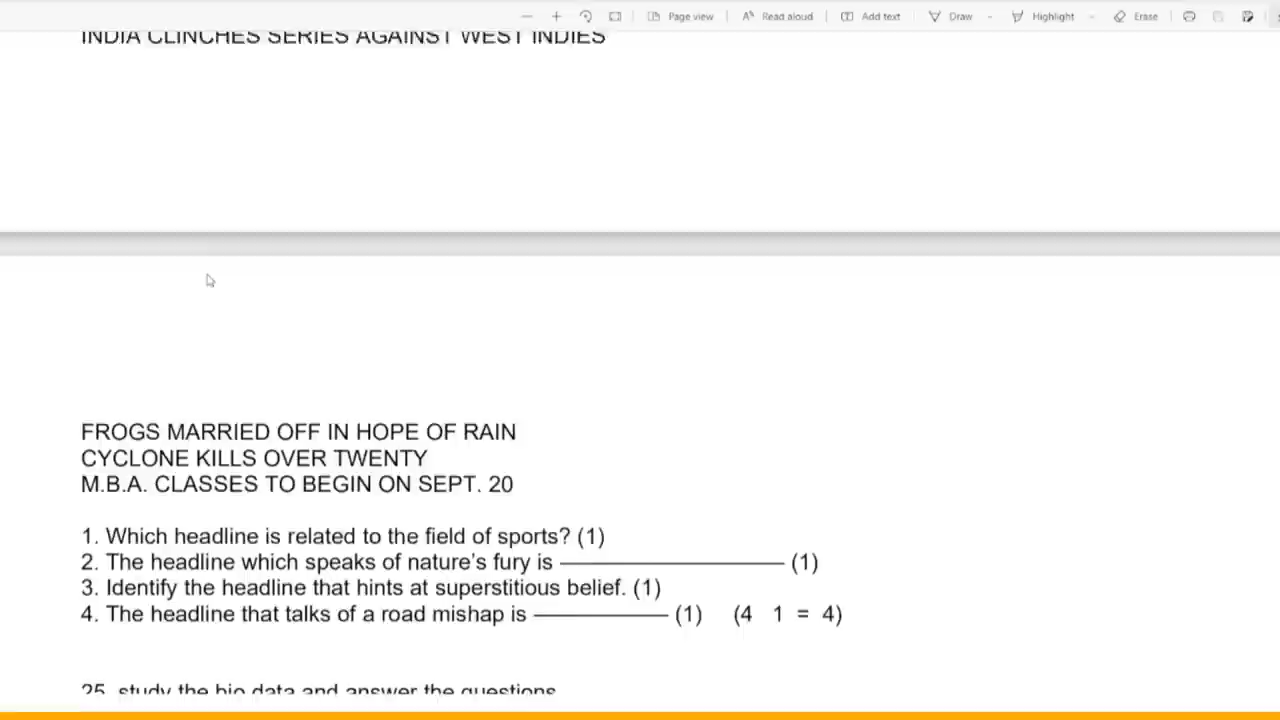 Page view
Read aloud
Add text
Draw
Highlight
Erase
INDIA CLINCHES SERIES AGAINST WEST INDIES
FROGS MARRIED OFF IN HOPE OF RAIN
CYCLONE KILLS OVER TWENTY
M.B.A. CLASSES TO BEGIN ON SEPT. 20
1. Which headline is related to the field of sports? (1)
2. The headline which speaks of nature's fury is ———————————— (1)
3. Identify the headline that hints at superstitious belief. (1)
4. The headline that talks of a road mishap is ——————— (1) (4 1 = 4)
25. study the bio data and answer the questions